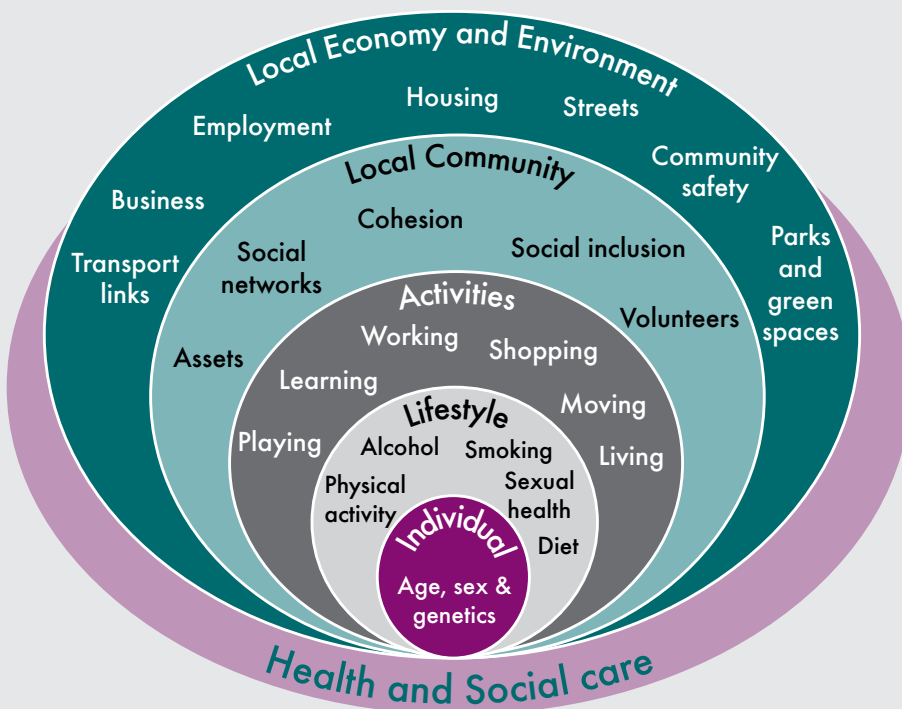 Local Economy and Environment
Housing
Streets
Employment
Community
safety
Business
Transport
links
Parks
and
green
spaces
Local Community
Cohesion
Social
networks
Social inclusion
Volunteers
Assets
Activities
Working
Shopping
Learning
Moving
Playing
Living
Lifestyle
Alcohol
Smoking
Physical
activity
Sexual
health
Diet
Individual
Age, sex &
genetics
Health and Social care